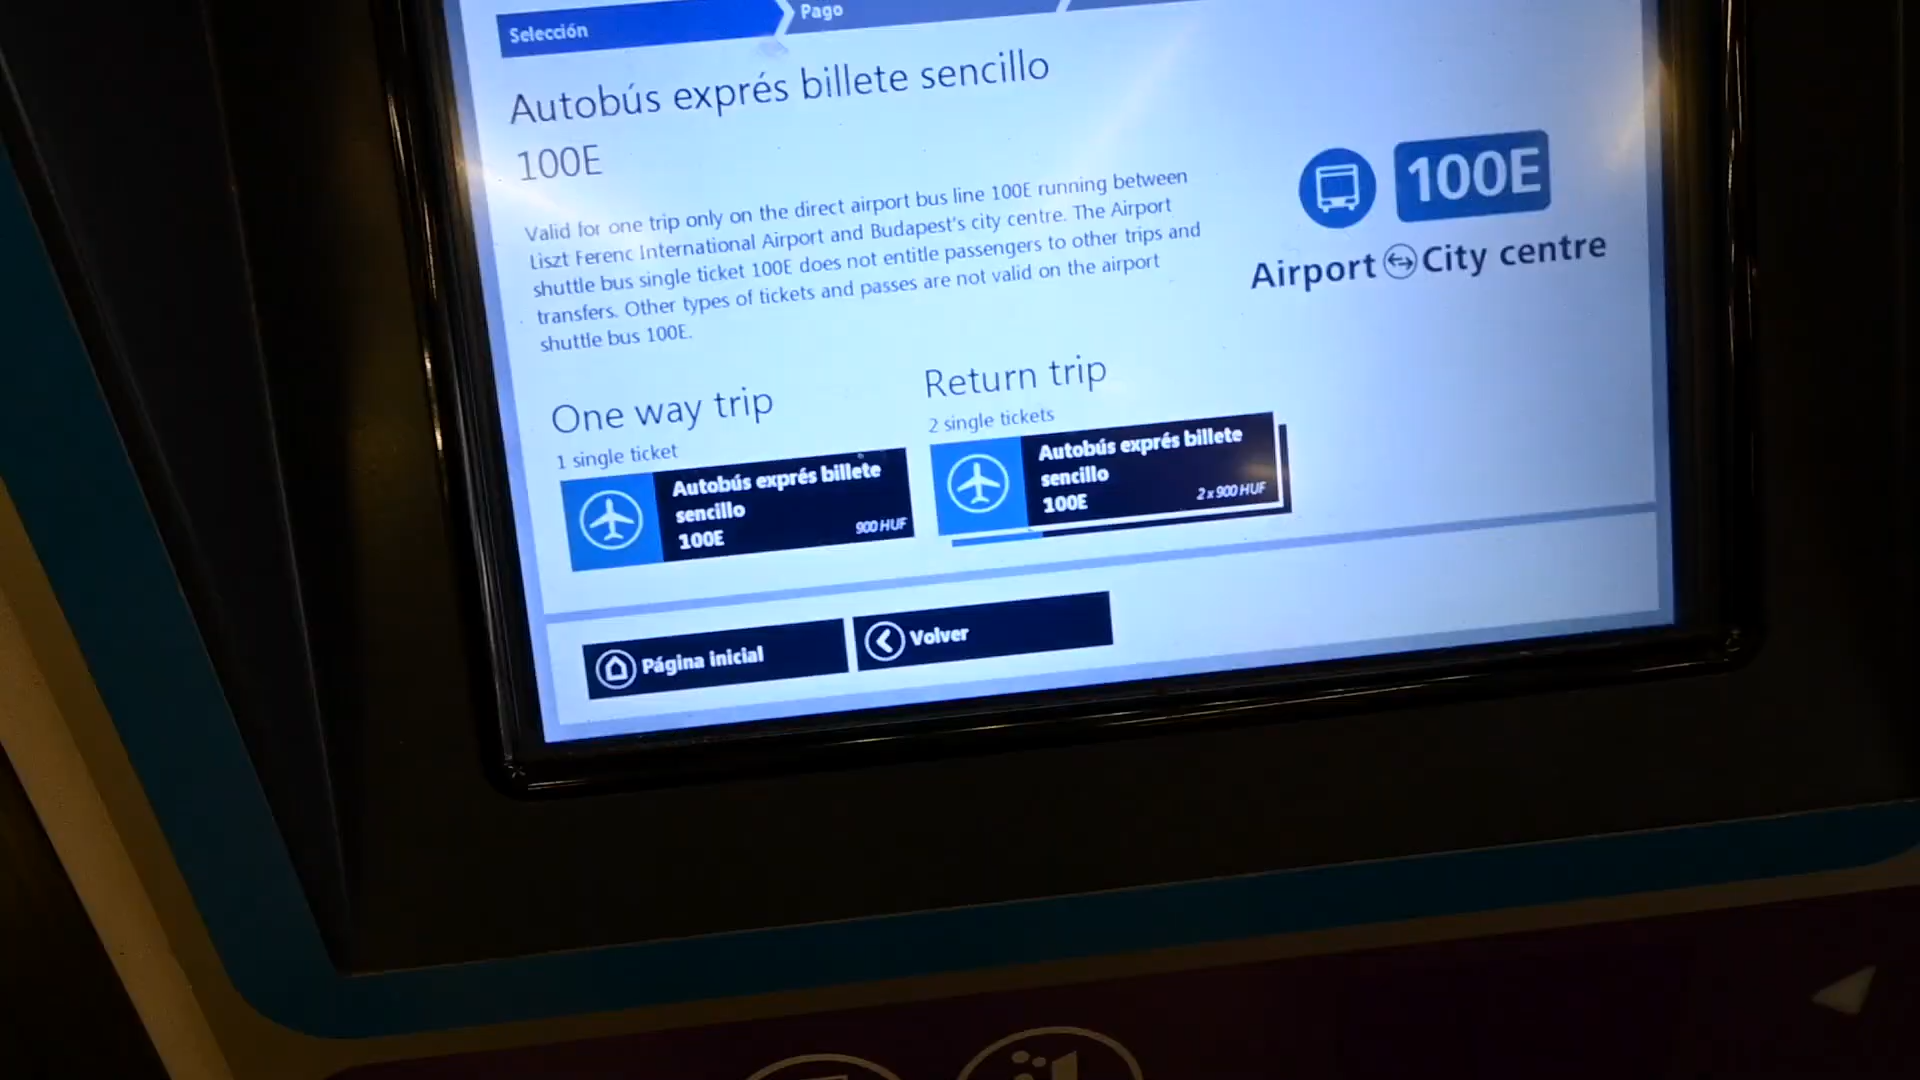 Selección
Pago
Autobús exprés billete sencillo
100E
Valid for one trip only on the direct airport bus line 100E running between
Liszt Ferenc International Airport and Budapest's city centre. The Airport
shuttle bus single ticket 100E does not entitle passengers to other trips and
transfers. Other types of tickets and passes are not valid on the airport
shuttle bus 100E.
100E
Airport City centre
One way trip
1 single ticket
Autobús exprés billete
sencillo
100E
900 HUF
Return trip
2 single tickets
Autobús exprés billete
sencillo
100E
2 x 900 HUF
Página inicial
Volver